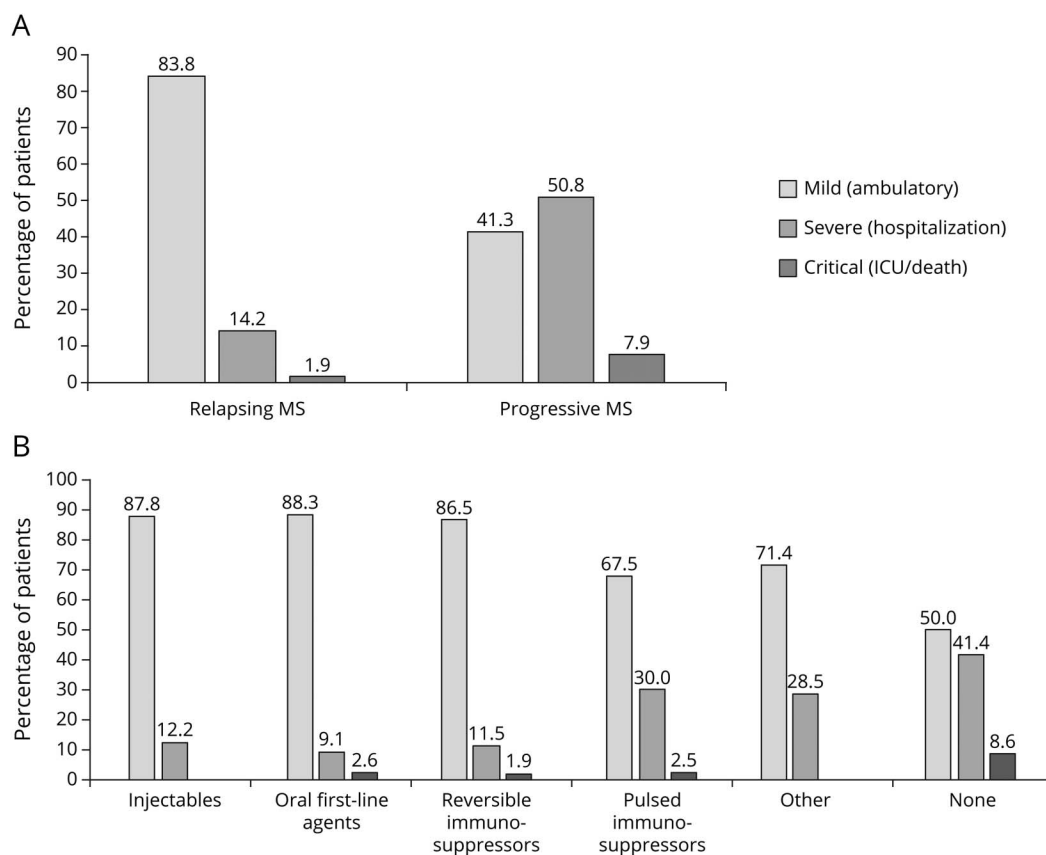 A
Percentage of patients
90
80
70
60
50
40
30
20
10
0
83.8
14.2
1.9
41.3
50.8
7.9
Relapsing MS
Progressive MS
Mild (ambulatory)
Severe (hospitalization)
Critical (ICU/death)
B
Percentage of patients
100
90
80
70
60
50
40
30
20
10
0
87.8
12.2
88.3
9.1
2.6
86.5
11.5
1.9
67.5
30.0
2.5
71.4
28.5
50.0
41.4
8.6
Injectables
Oral first-line
agents
Reversible
immuno-
suppressors
Pulsed
immuno-
suppressors
Other
None